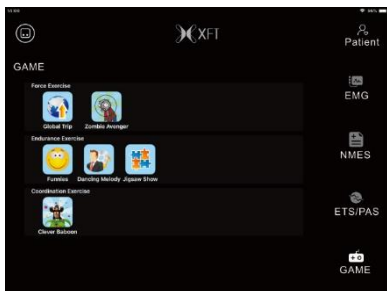 XFT
Patient
GAME
Force Exercise
Global Trip Zombie Avenger
EMG
Endurance Exercise
Funnies Dancing Melody Jigsaw Show
NMES
Coordination Exercise
Clever Baboon
ETS/PAS
GAME